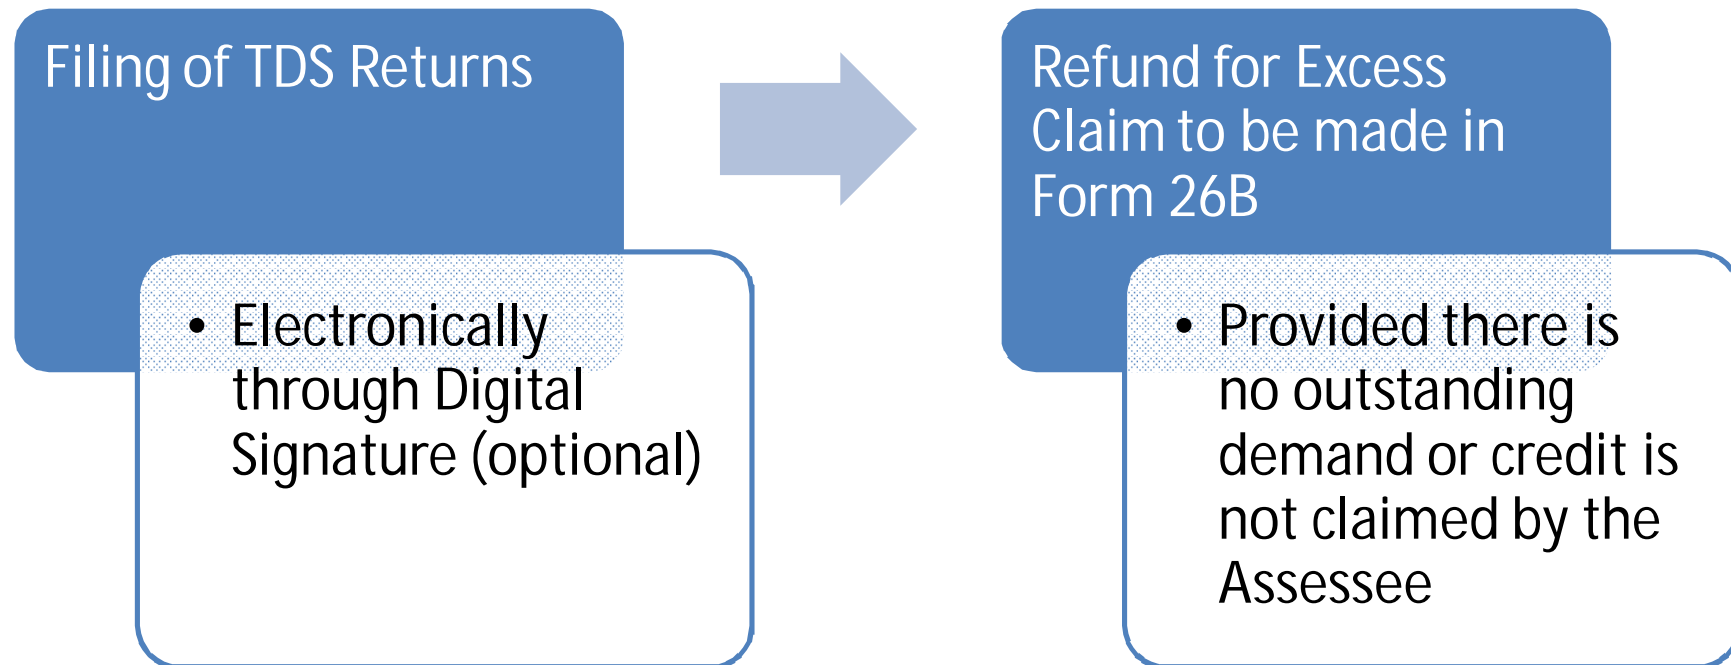 Filing of TDS Returns
• Electronically
through Digital
Signature (optional)
Refund for Excess
Claim to be made in
Form 26B
• Provided there is
no outstanding
demand or credit is
not claimed by the
Assessee